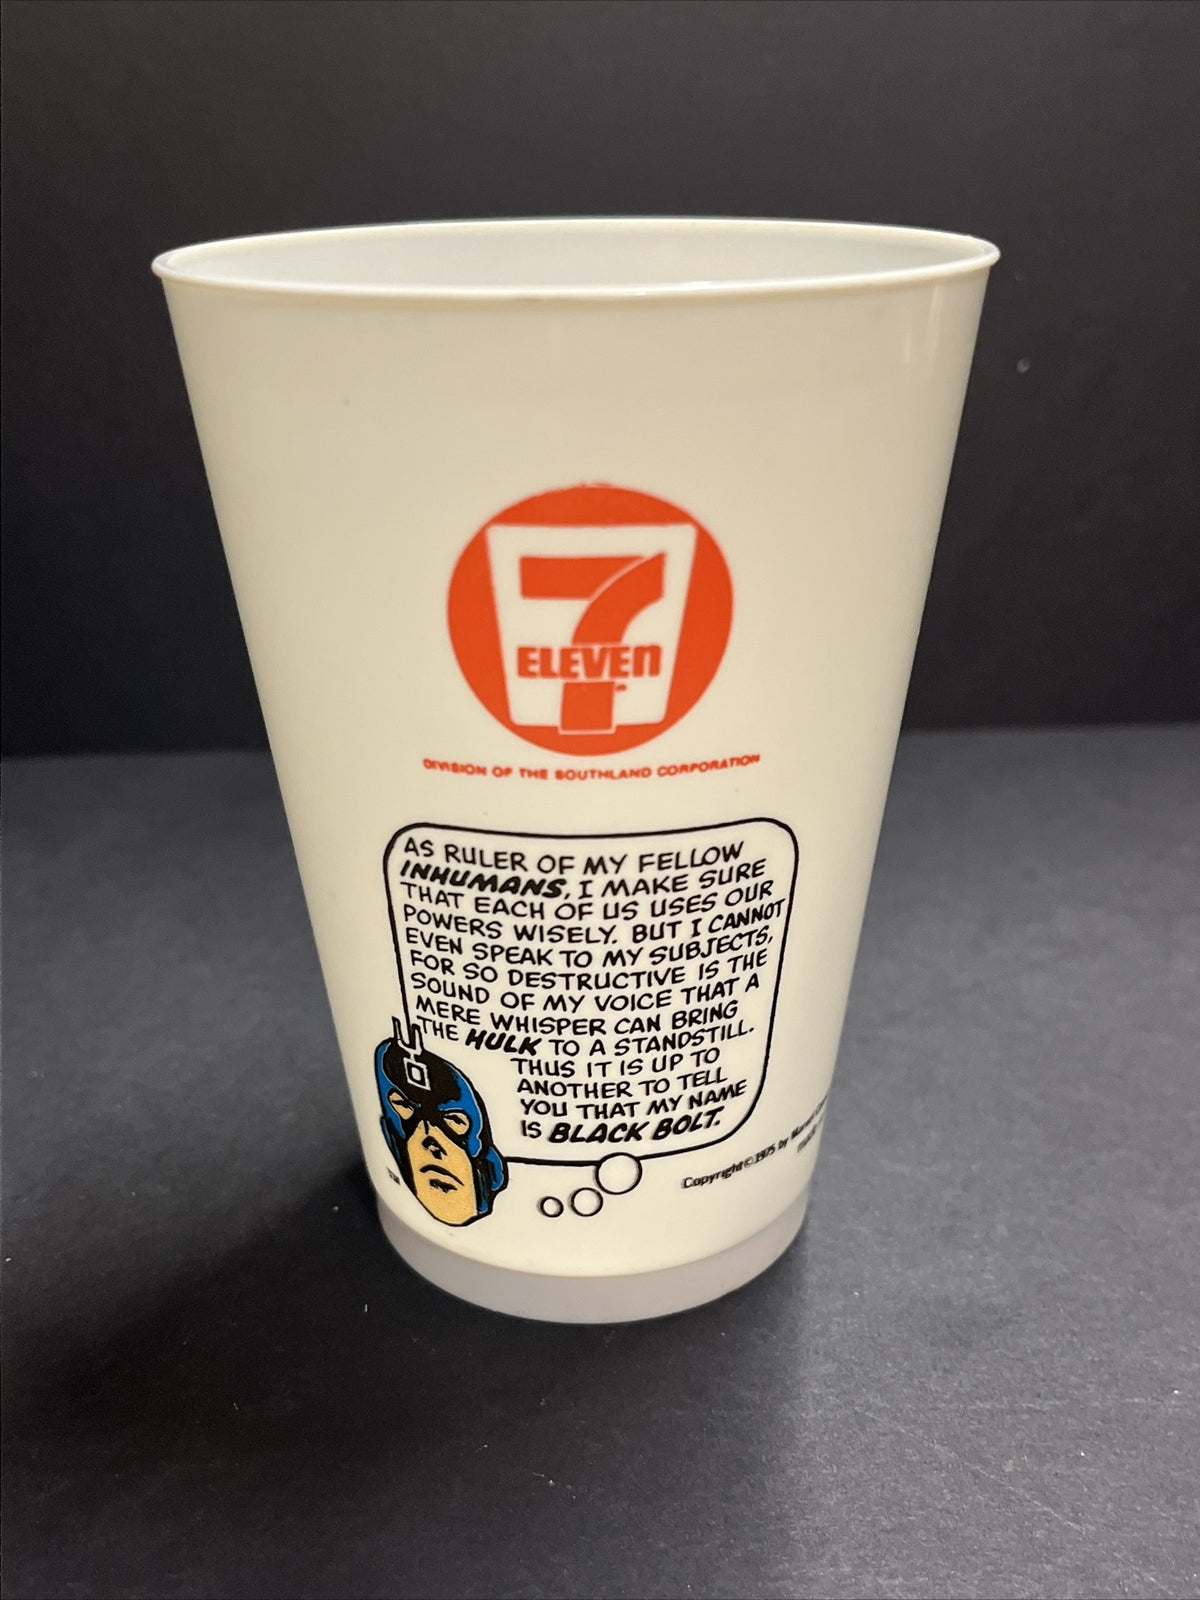 7
ELEVEn
DIVISION OF THE SOUTHLAND CORPORATION
AS RULER OF MY FELLOW
INHUMANS, I MAKE SURE
THAT EACH OF US USES OUR
POWERS WISELY. BUT I CANNOT
EVEN SPEAK TO MY SUBJECTS,
FOR SO DESTRUCTIVE IS THE
SOUND OF MY VOICE THAT A
MERE WHISPER CAN BRING
THE HULK TO A STANDSTILL.
THUS IT IS UP TO
ANOTHER TO TELL
YOU THAT MY NAME
IS BLACK BOLT.
TM
Copyright © 1975 by Marvel